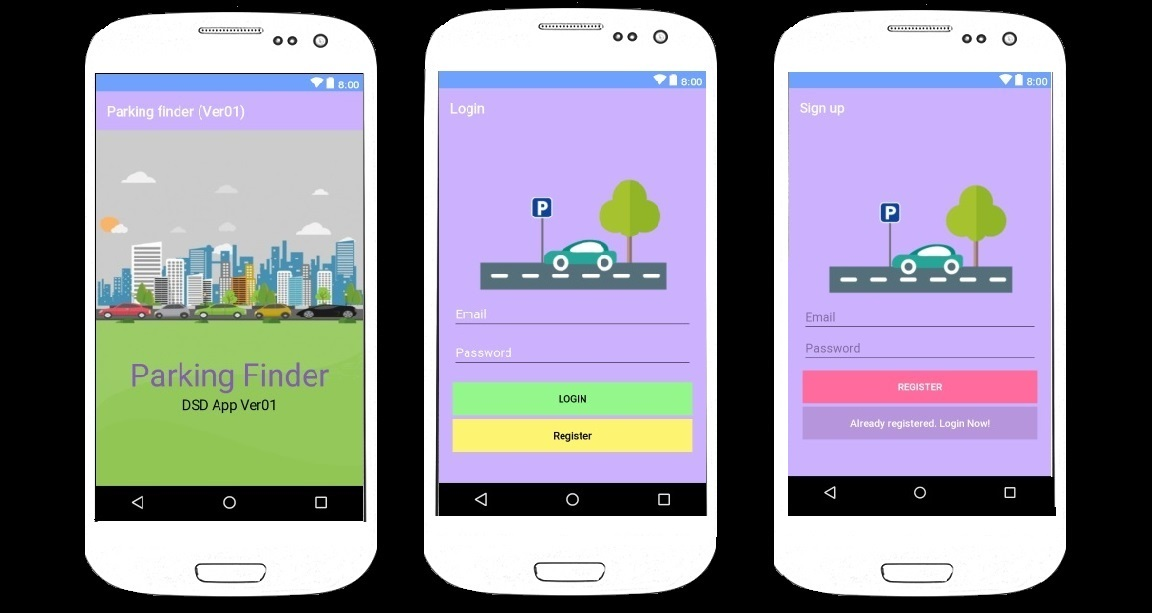 8:00
Parking finder (Ver01)
Parking Finder
DSD App Ver01
8:00
Login
P
Email
Password
LOGIN
Register
8:00
Sign up
P
Email
Password
REGISTER
Already registered. Login Now!